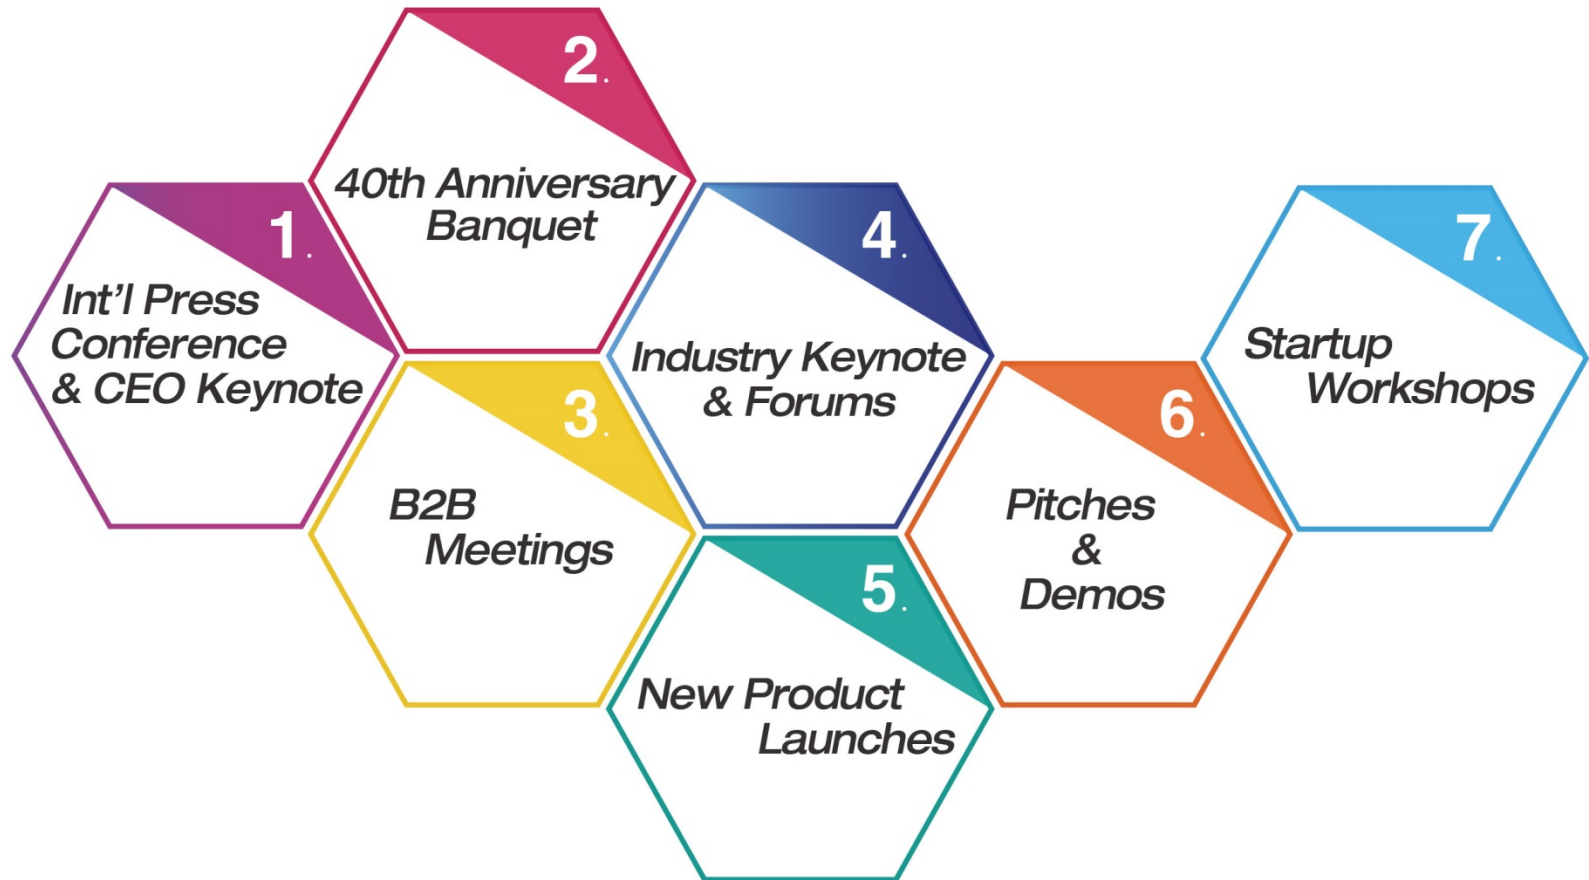 1.
Int'l Press
Conference
& CEO Keynote
2.
40th Anniversary
Banquet
3.
B2B
Meetings
4.
Industry Keynote
& Forums
5.
New Product
Launches
6.
Pitches
&
Demos
7.
Startup
Workshops